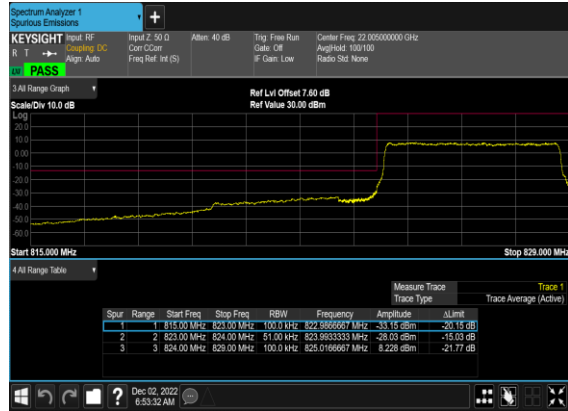 Spectrum Analyzer 1
Spurious Emissions
+
KEYSIGHT Input: RF Input Z: 50 Ω Atten: 40 dB Trig: Free Run Center Freq: 22.005000000 GHz
R T Coupling: DC Corr CCorr Gate: Off Avg|Hold: 100/100
Align: Auto Freq Ref: Int (S) IF Gain: Low Radio Std: None
PASS
3 All Range Graph
Ref Lvl Offset 7.60 dB
Scale/Div 10.0 dB Ref Value 30.00 dBm
Log
20.0
10.0
0.00
-10.0
-20.0
-30.0
-40.0
-50.0
-60.0
Start 815.000 MHz Stop 829.000 MHz
4 All Range Table
Measure Trace Trace 1
Trace Type Trace Average (Active)
Spur Range Start Freq Stop Freq RBW Frequency Amplitude ΔLimit
1 1 815.00 MHz 823.00 MHz 100.0 kHz 822.9866667 MHz -33.15 dBm -20.15 dB
2 2 823.00 MHz 824.00 MHz 51.00 kHz 823.9933333 MHz -28.03 dBm -15.03 dB
3 3 824.00 MHz 829.00 MHz 100.0 kHz 825.0166667 MHz 8.228 dBm -21.77 dB
? Dec 02, 2022
6:53:32 AM